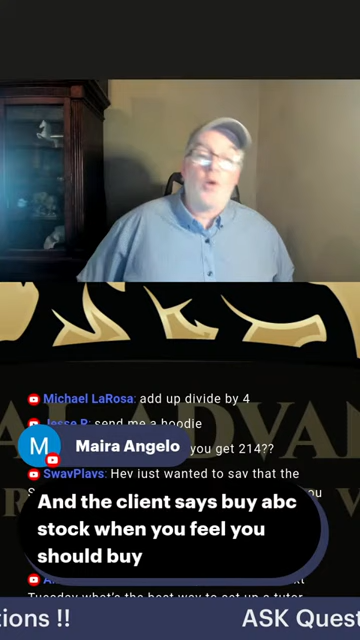 Michael LaRosa: add up divide by 4
Jesse R: send me a hoodie
Maira Angelo
you get 214??
SwavPlavs: Hey just wanted to say that the
And the client says buy abc
stock when you feel you
should buy
Tuesday what's the best way to set up a tutor
tions !! ASK Quest